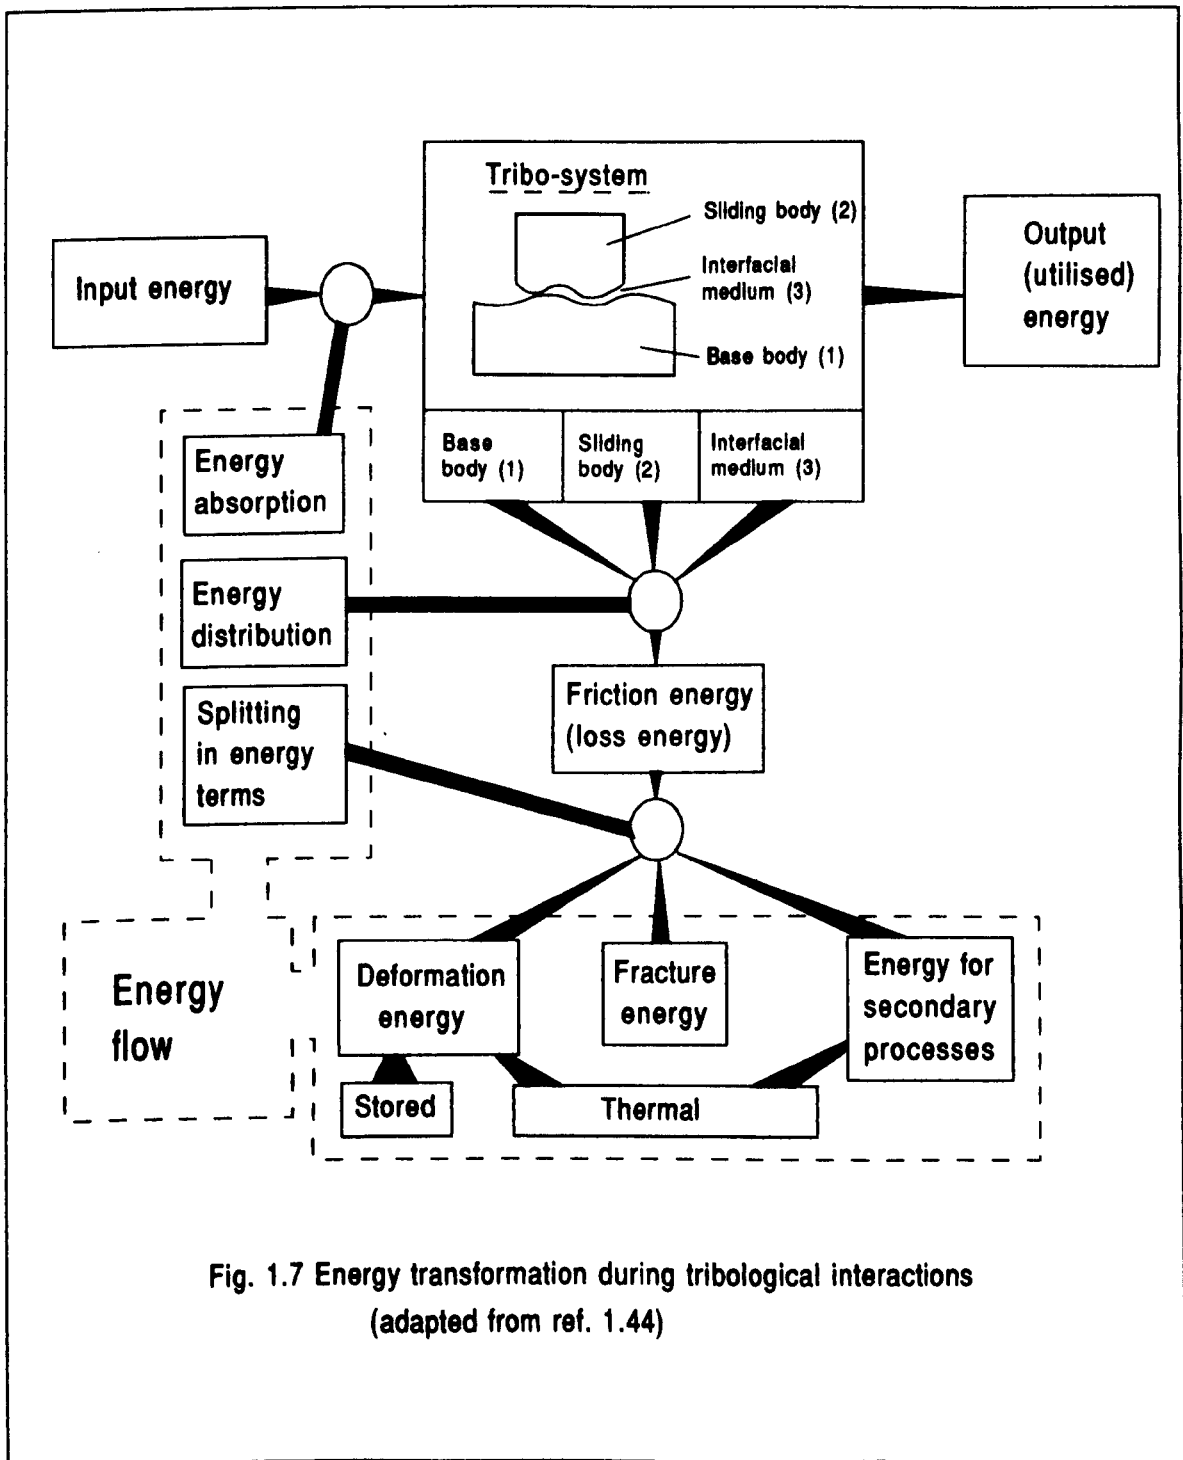 Tribo-system
Sliding body (2)
Interfacial
medium (3)
Base body (1)
Input energy
Output
(utilised)
energy
Base
body (1)
Sliding
body (2)
Interfacial
medium (3)
Energy
absorption
Energy
distribution
Splitting
in energy
terms
Friction energy
(loss energy)
Energy
flow
Deformation
energy
Fracture
energy
Energy for
secondary
processes
Stored
Thermal
Fig. 1.7 Energy transformation during tribological interactions
(adapted from ref. 1.44)